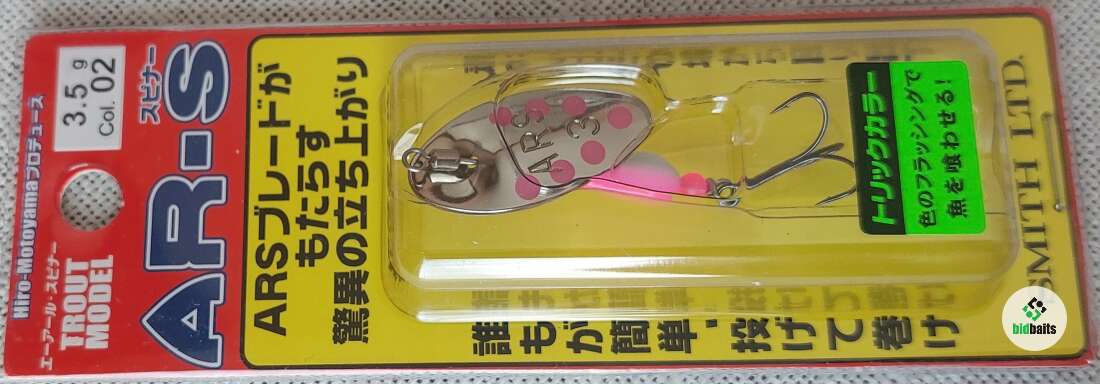 3.5g
Col. 02
Hiro-Motoyamaプロデュース
エーアール・スピナー
TROUT
MODEL
AR-S
スピナー
ARSブレードが
もたらす
驚異の立ち上がり
ARS
3
トリックカラー
色のフラッシングで
魚を喰わせる!
誰もが簡単、投げて巻け
SMITH LTD.
bidbaits